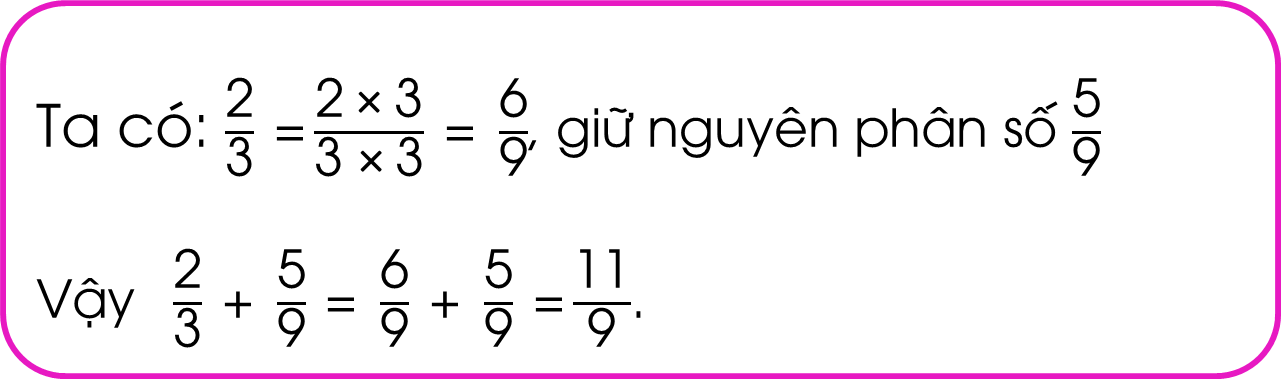 Ta có: 2/3 = 2 × 3/3 × 3 = 6/9, giữ nguyên phân số 5/9
Vậy 2/3 + 5/9 = 6/9 + 5/9 = 11/9.